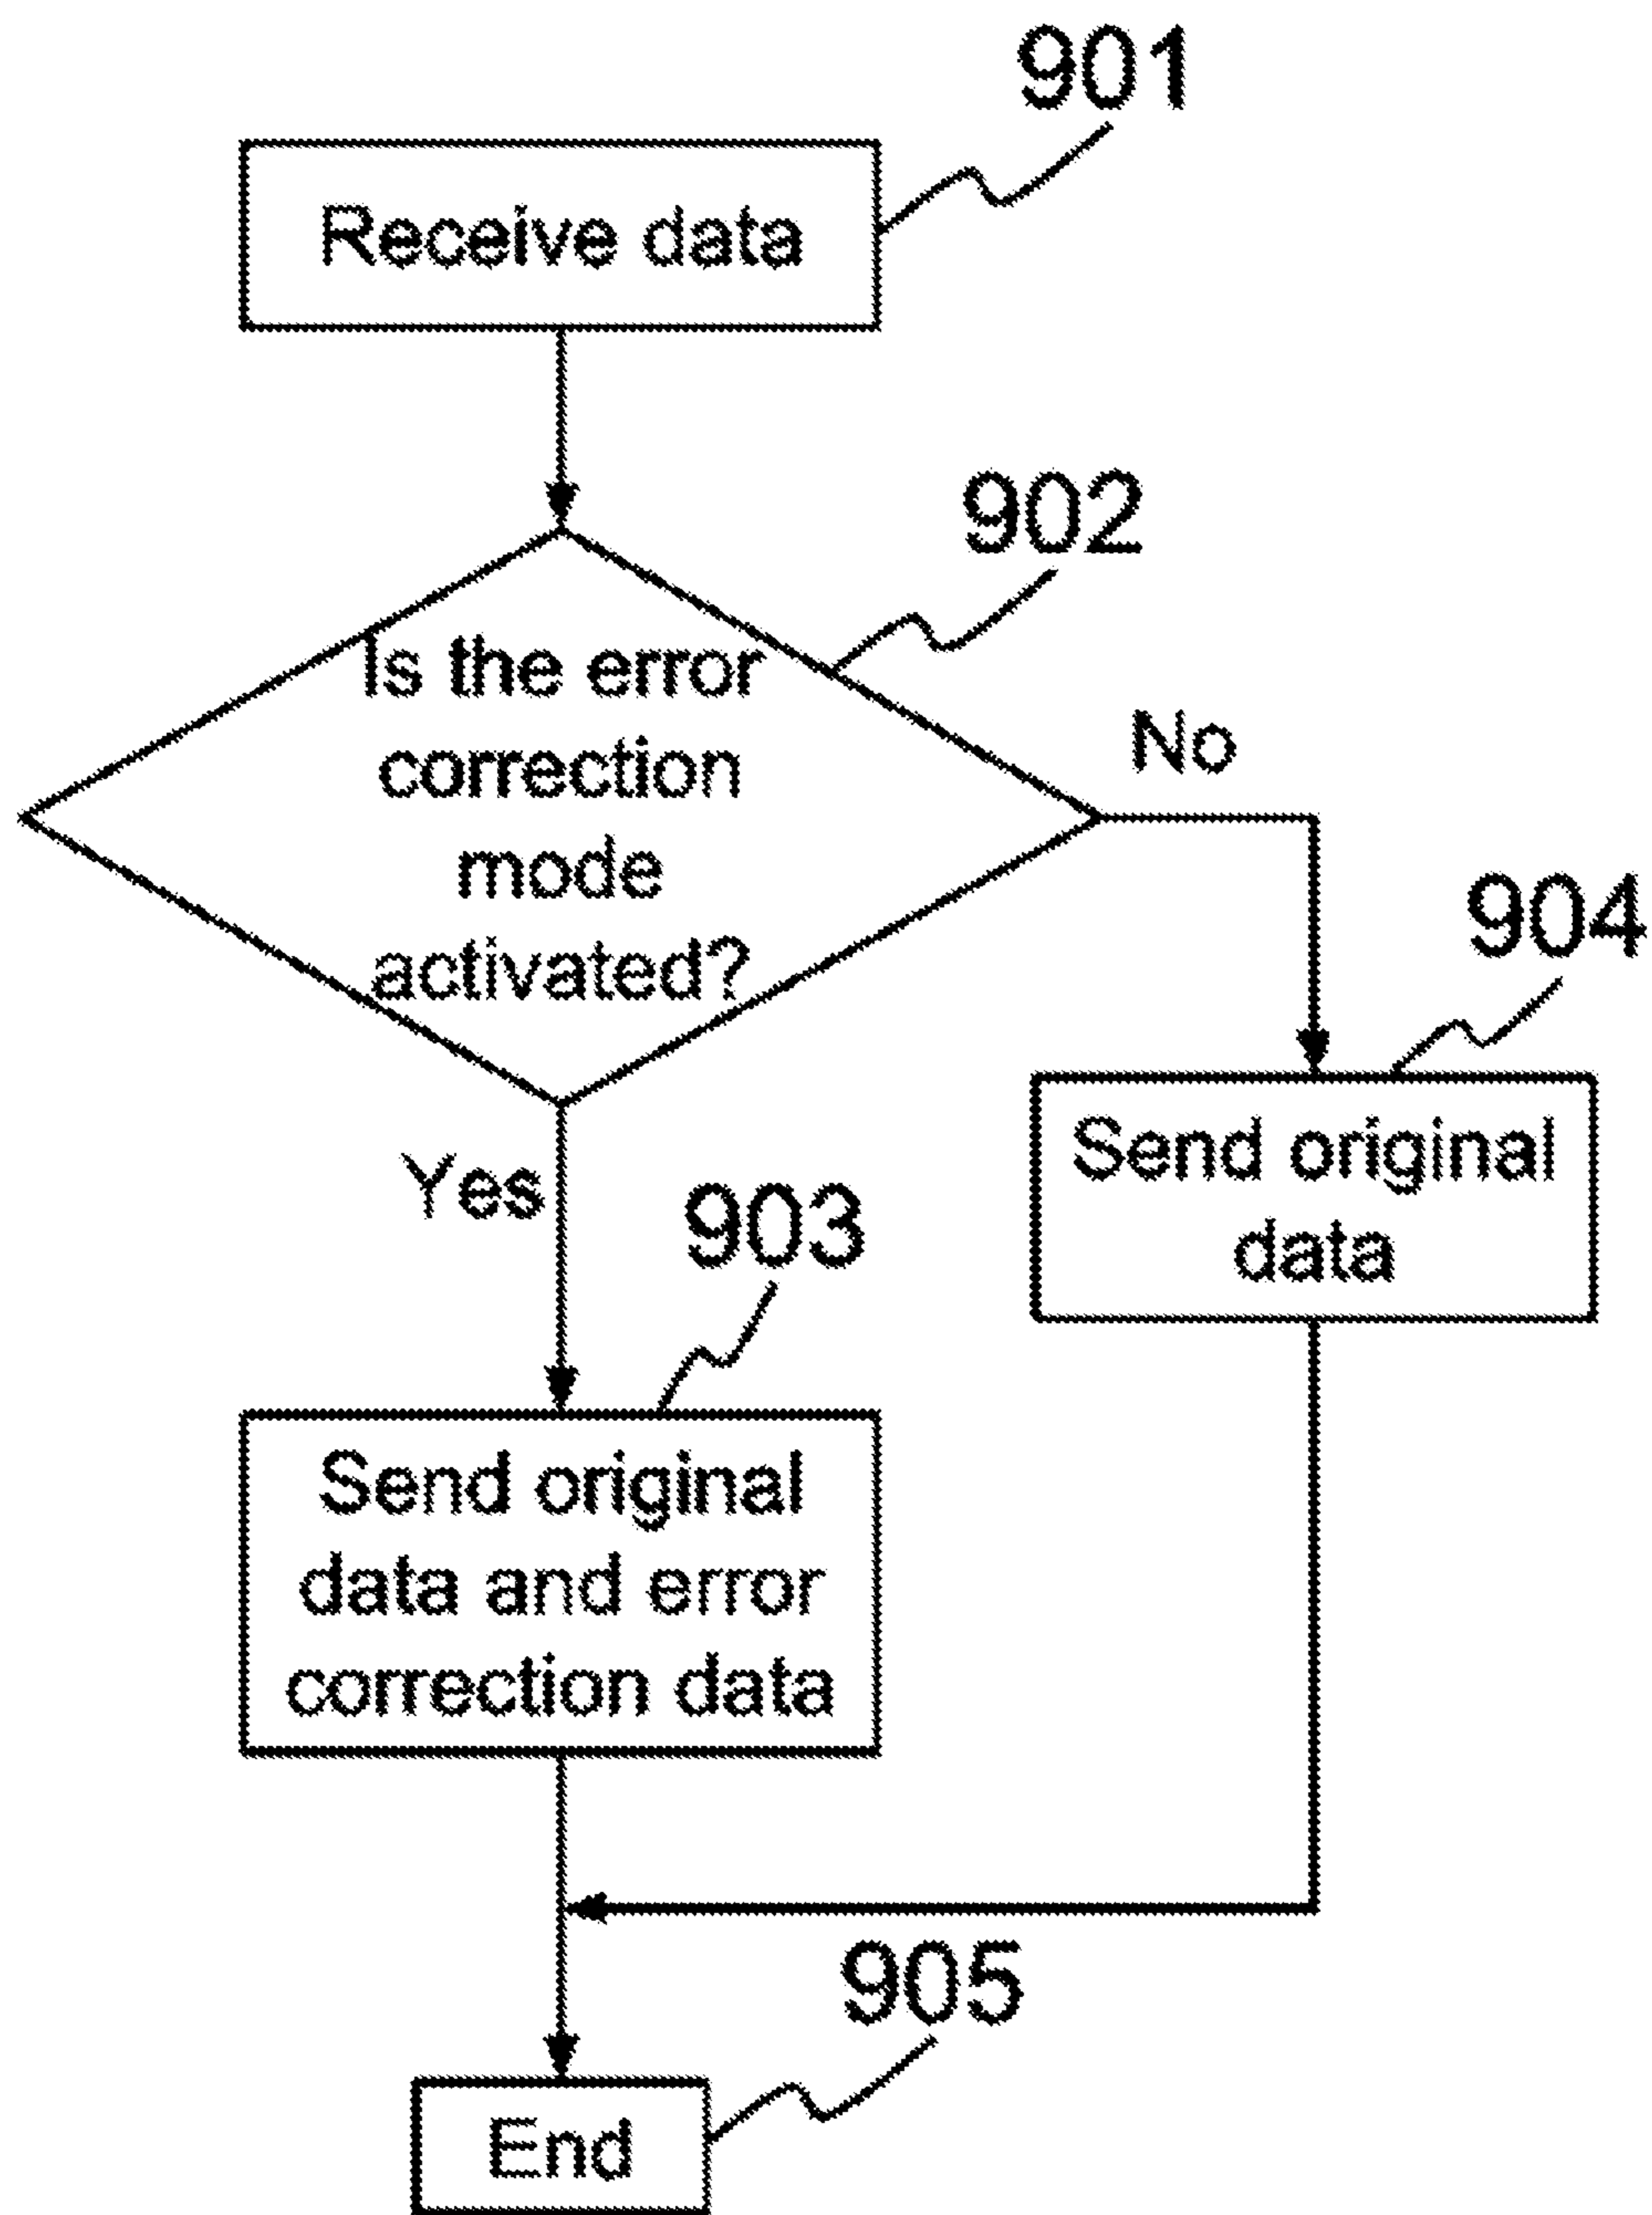 901
Receive data
902
Is the error
correction
mode
activated?
No
904
Send original
data
Yes
903
Send original
data and error
correction data
905
End